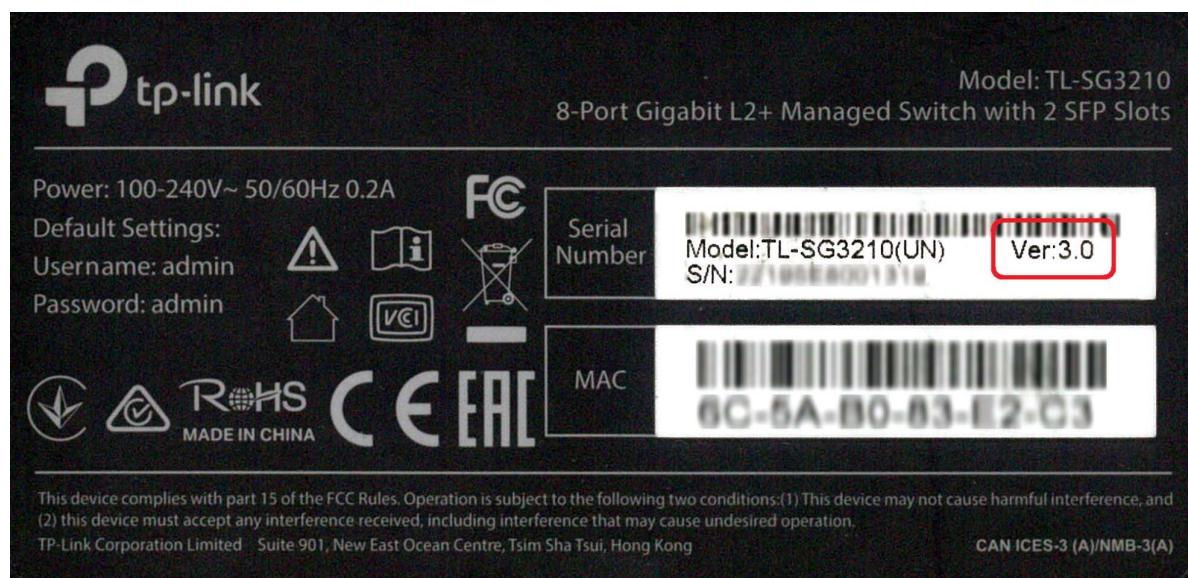 tp-link
Model: TL-SG3210
8-Port Gigabit L2+ Managed Switch with 2 SFP Slots
Power: 100-240V~ 50/60Hz 0.2A
Default Settings:
Username: admin
Password: admin
FC
VCI
RoHS
MADE IN CHINA
CE
EAC
Serial
Number
Model:TL-SG3210(UN) Ver:3.0
S/N:
MAC
This device complies with part 15 of the FCC Rules. Operation is subject to the following two conditions:(1) This device may not cause harmful interference, and
(2) this device must accept any interference received, including interference that may cause undesired operation.
TP-Link Corporation Limited Suite 901, New East Ocean Centre, Tsim Sha Tsui, Hong Kong
CAN ICES-3 (A)/NMB-3(A)